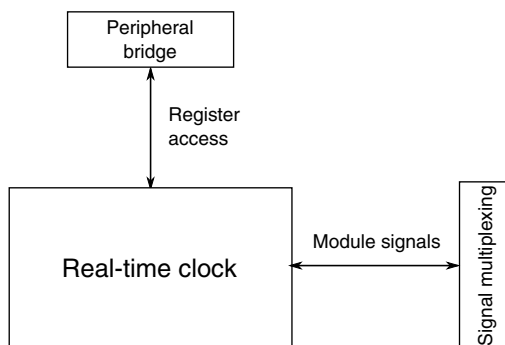 Peripheral
bridge
Register
access
Real-time clock
Module signals
Signal multiplexing